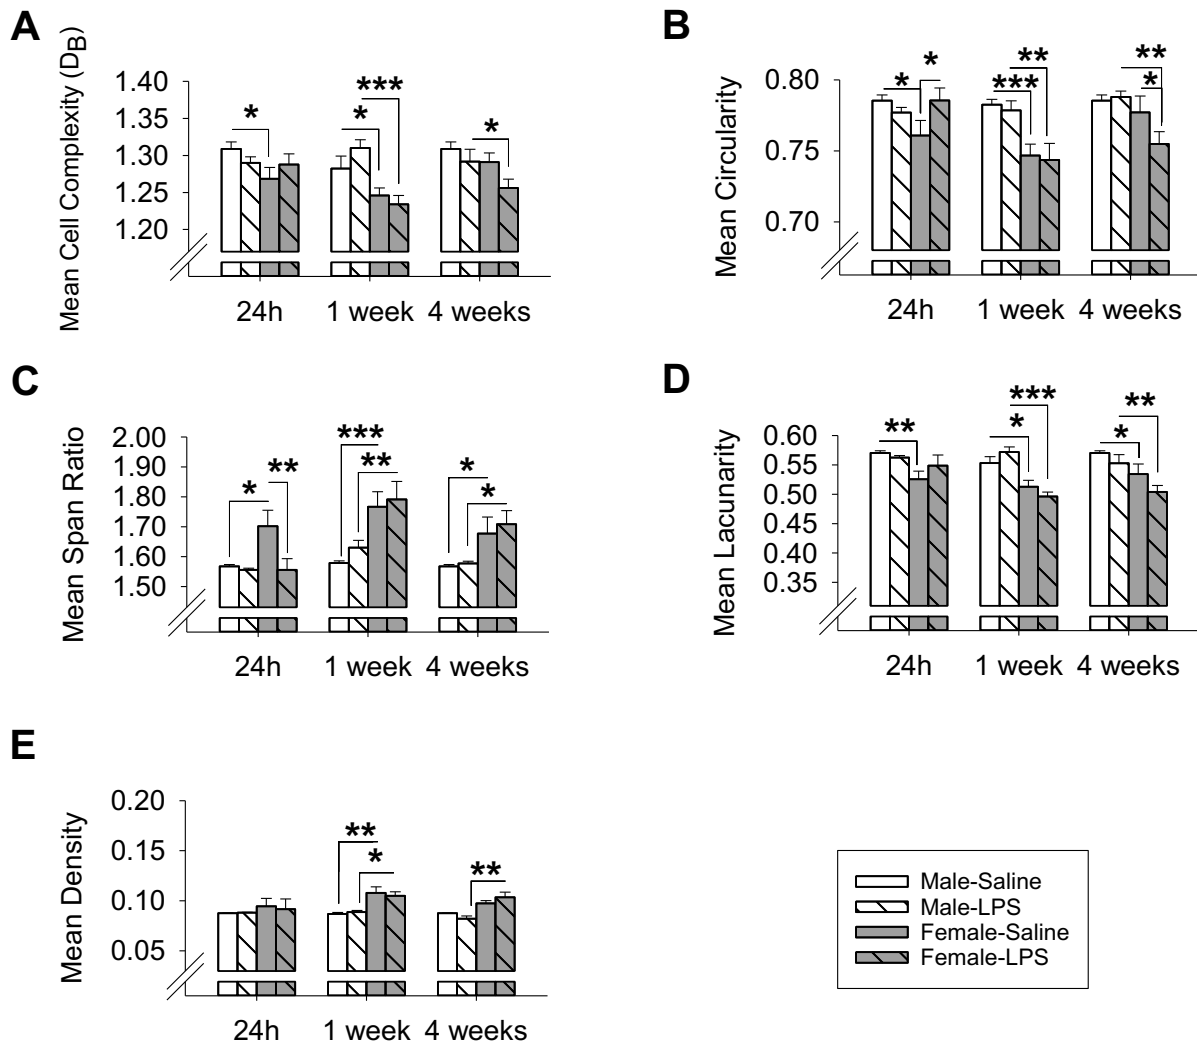 A
Mean Cell Complexity (DB)
1.40
1.35
1.30
1.25
1.20
*
*
***
*
24h
1 week
4 weeks
B
Mean Circularity
0.80
0.75
0.70
*
*
***
**
**
*
24h
1 week
4 weeks
C
Mean Span Ratio
2.00
1.90
1.80
1.70
1.60
1.50
*
**
***
**
*
*
24h
1 week
4 weeks
D
Mean Lacunarity
0.60
0.55
0.50
0.45
0.40
0.35
**
*
***
*
**
24h
1 week
4 weeks
E
Mean Density
0.20
0.15
0.10
0.05
**
*
**
24h
1 week
4 weeks
Male-Saline
Male-LPS
Female-Saline
Female-LPS